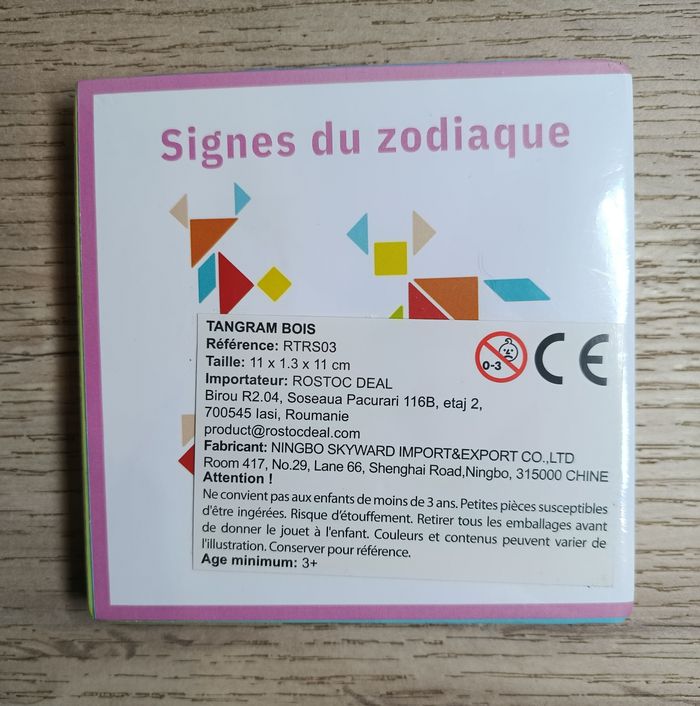 Signes du zodiaque
TANGRAM BOIS
Référence: RTRS03
Taille: 11 x 1.3 x 11 cm
Importateur: ROSTOC DEAL
Birou R2.04, Soseaua Pacurari 116B, etaj 2,
700545 Iasi, Roumanie
product@rostocdeal.com
Fabricant: NINGBO SKYWARD IMPORT&EXPORT CO.,LTD
Room 417, No.29, Lane 66, Shenghai Road,Ningbo, 315000 CHINE
Attention !
Ne convient pas aux enfants de moins de 3 ans. Petites pièces susceptibles
d'être ingérées. Risque d'étouffement. Retirer tous les emballages avant
de donner le jouet à l'enfant. Couleurs et contenus peuvent varier de
l'illustration. Conserver pour référence.
Age minimum: 3+
0-3
CE